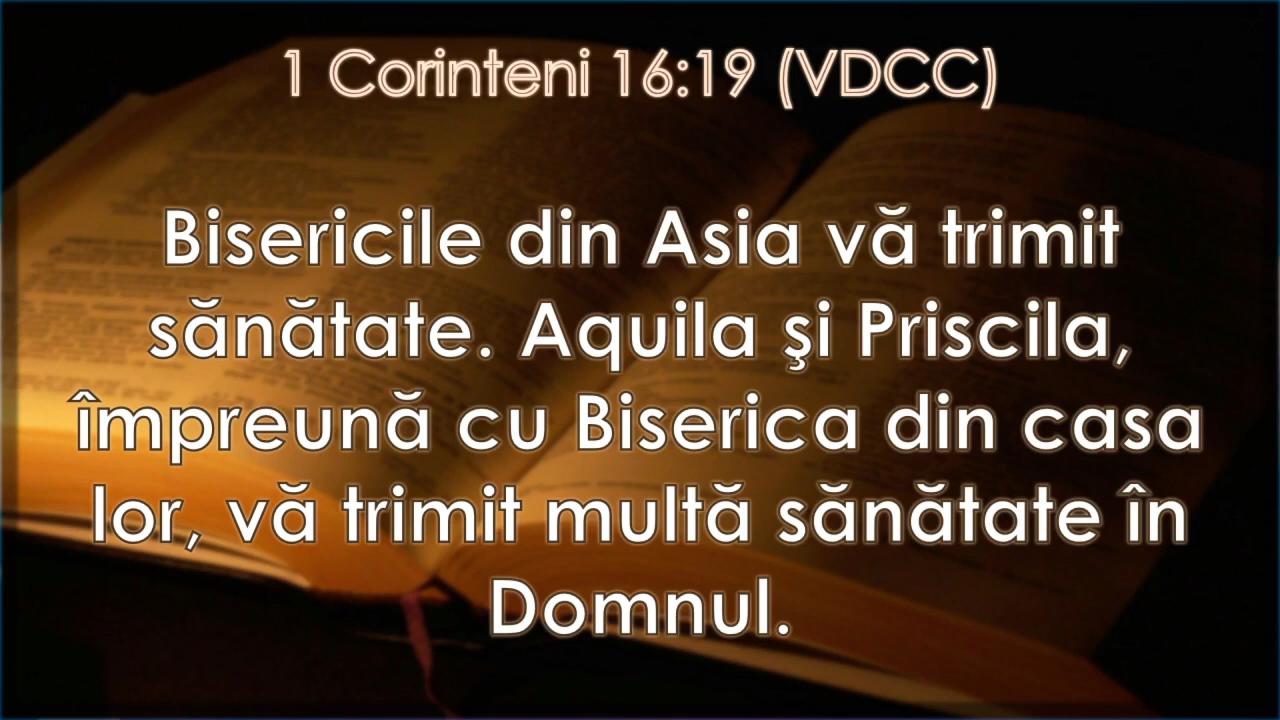 1 Corinteni 16:19 (VDCC)
Bisericile din Asia vă trimit
sănătate. Aquila şi Priscila,
împreună cu Biserica din casa
lor, vă trimit multă sănătate în
Domnul.